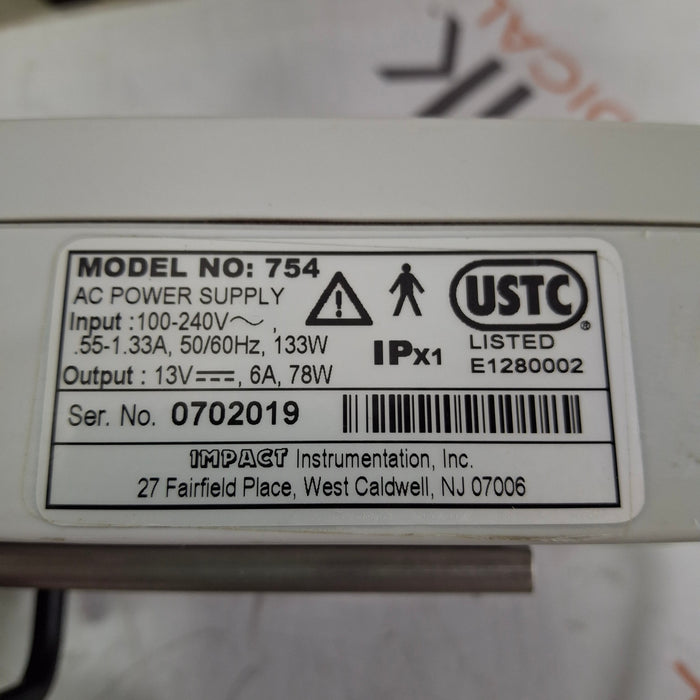 DICAL
MODEL NO: 754
AC POWER SUPPLY
Input :100-240V～ ,
.55-1.33A, 50/60Hz, 133W
Output : 13V⎓, 6A, 78W
IPX1
USTC
®
LISTED
E1280002
Ser. No. 0702019
IMPACT Instrumentation, Inc.
27 Fairfield Place, West Caldwell, NJ 07006